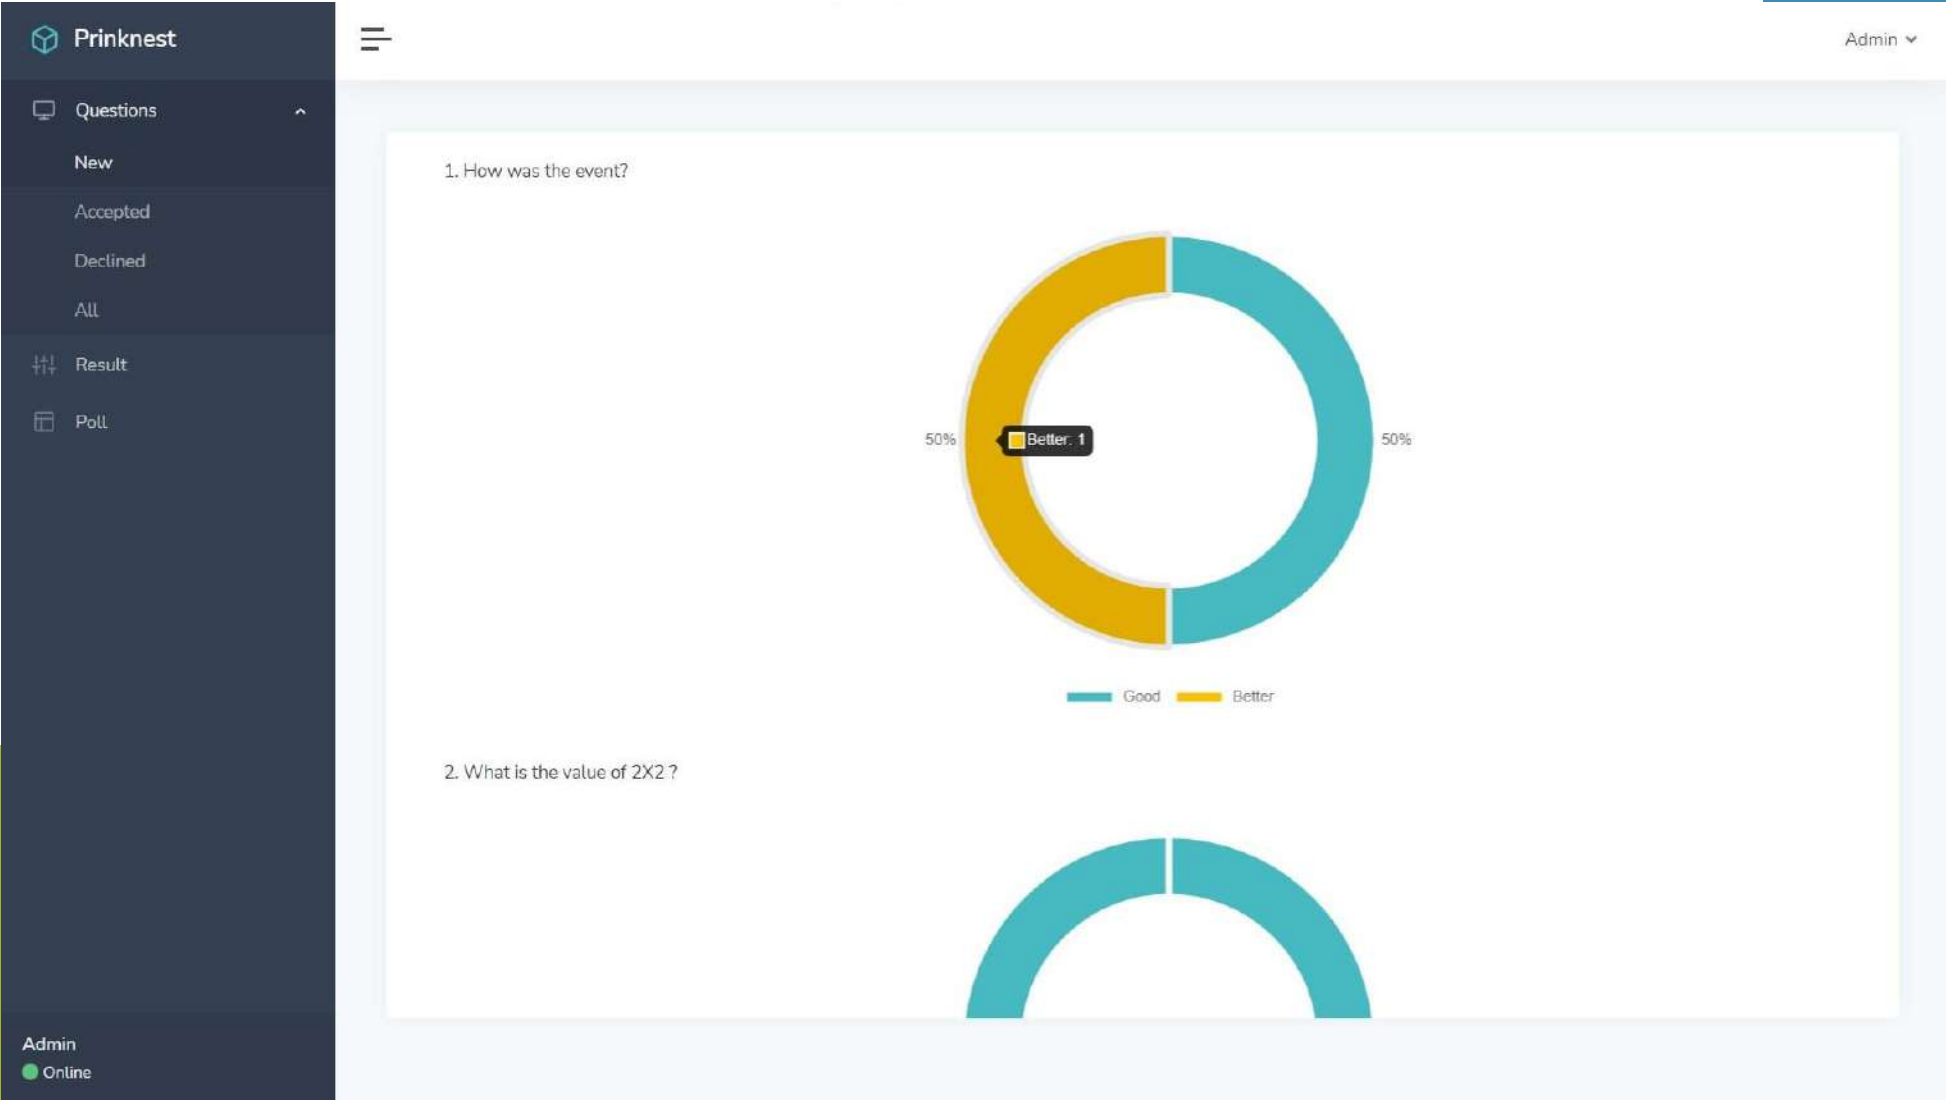 Prinknest
Admin
Questions
New
Accepted
Declined
All
Result
Poll
1. How was the event?
50%
Better: 1
50%
Good
Better
2. What is the value of 2X2 ?
Admin
Online